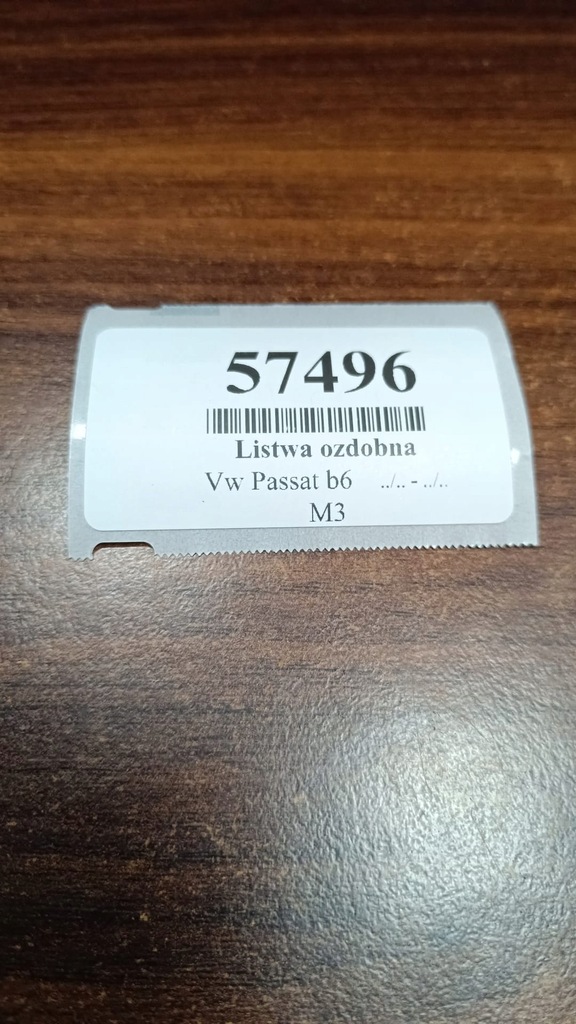 57496
Listwa ozdobna
Vw Passat b6 ../.. - ../..
M3